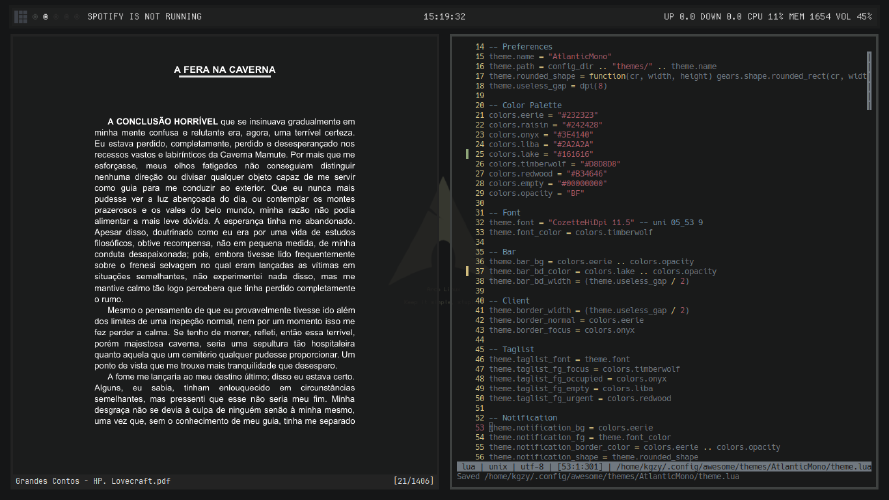 SPOTIFY IS NOT RUNNING
15:19:32
UP 0.0 DOWN 0.0 CPU 11% MEM 1654 VOL 45%
A FERA NA CAVERNA
A CONCLUSÃO HORRÍVEL que se insinuava gradualmente em
minha mente confusa e relutante era, agora, uma terrível certeza.
Eu estava perdido, completamente, perdido e desesperançado nos
recessos vastos e labirínticos da Caverna Mamute. Por mais que me
esforçasse, meus olhos fatigados não conseguiam distinguir
nenhuma direção ou divisar qualquer objeto capaz de me servir
como guia para me conduzir ao exterior. Que eu nunca mais
pudesse ver a luz abençoada do dia, ou contemplar os montes
prazerosos e os vales do belo mundo, minha razão não podia
alimentar a mais leve dúvida. A esperança tinha me abandonado.
Apesar disso, doutrinado como eu era por uma vida de estudos
filosóficos, obtive recompensa, não em pequena medida, de minha
conduta desapaixonada; pois, embora tivesse lido frequentemente
sobre o frenesi selvagem no qual eram lançadas as vítimas em
situações semelhantes, não experimentei nada disso, mas me
mantive calmo tão logo percebera que tinha perdido completamente
o rumo.
Mesmo o pensamento de que eu provavelmente tivesse ido além
dos limites de uma inspeção normal, nem por um momento isso me
fez perder a calma. Se tenho de morrer, refleti, então essa terrível,
porém majestosa caverna, seria uma sepultura tão hospitaleira
quanto aquela que um cemitério qualquer pudesse proporcionar. Um
ponto de vista que me trouxe mais tranquilidade que desespero.
A fome me lançaria ao meu destino último; disso eu estava certo.
Alguns, eu sabia, tinham enlouquecido em circunstâncias
semelhantes, mas pressenti que esse não seria meu fim. Minha
desgraça não se devia à culpa de ninguém senão à minha mesmo,
uma vez que, sem o conhecimento de meu guia, tinha me separado
Grandes Contos - HP. Lovecraft.pdf [21/1406]
14 -- Preferences
15 theme.name = "AtlanticMono"
16 theme.path = config_dir .. "themes/" .. theme.name
17 theme.rounded_shape = function(cr, width, height) gears.shape.rounded_rect(cr, widt
18 theme.useless_gap = dpi(8)
19
20 -- Color Palette
21 colors.eerie = "#232323"
22 colors.raisin = "#242428"
23 colors.onyx = "#3E4140"
24 colors.liba = "#2A2A2A"
25 colors.lake = "#161616"
26 colors.timberwolf = "#D8D8D8"
27 colors.redwood = "#B34646"
28 colors.empty = "#00000000"
29 colors.opacity = "BF"
30
31 -- Font
32 theme.font = "CozetteHiDpi 11.5" -- uni 05_53 9
33 theme.font_color = colors.timberwolf
34
35 -- Bar
36 theme.bar_bg = colors.eerie .. colors.opacity
37 theme.bar_bd_color = colors.lake .. colors.opacity
38 theme.bar_bd_width = (theme.useless_gap / 2)
39
40 -- Client
41 theme.border_width = (theme.useless_gap / 2)
42 theme.border_normal = colors.eerie
43 theme.border_focus = colors.onyx
44
45 -- Taglist
46 theme.taglist_font = theme.font
47 theme.taglist_fg_focus = colors.timberwolf
48 theme.taglist_fg_occupied = colors.onyx
49 theme.taglist_fg_empty = colors.liba
50 theme.taglist_fg_urgent = colors.redwood
51
52 -- Notification
53 theme.notification_bg = colors.eerie
54 theme.notification_fg = theme.font_color
55 theme.notification_border_color = colors.eerie .. colors.opacity
56 theme.notification_shape = theme.rounded_shape
lua | unix | utf-8 | [53:1:301] | /home/kgzy/.config/awesome/themes/AtlanticMono/theme.lua
Saved /home/kgzy/.config/awesome/themes/AtlanticMono/theme.lua